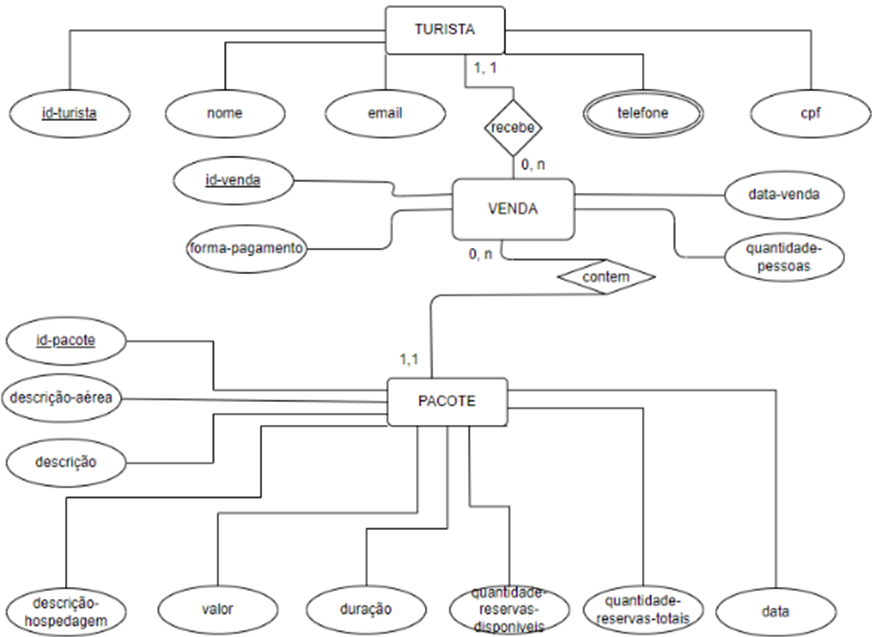 TURISTA
1, 1
id-turista
nome
email
recebe
telefone
cpf
0, n
id-venda
VENDA
data-venda
forma-pagamento
quantidade-
pessoas
0, n
contem
id-pacote
1,1
descrição-aérea
PACOTE
descrição
descrição-
hospedagem
valor
duração
quantidade-
reservas-
disponíveis
quantidade-
reservas-totais
data